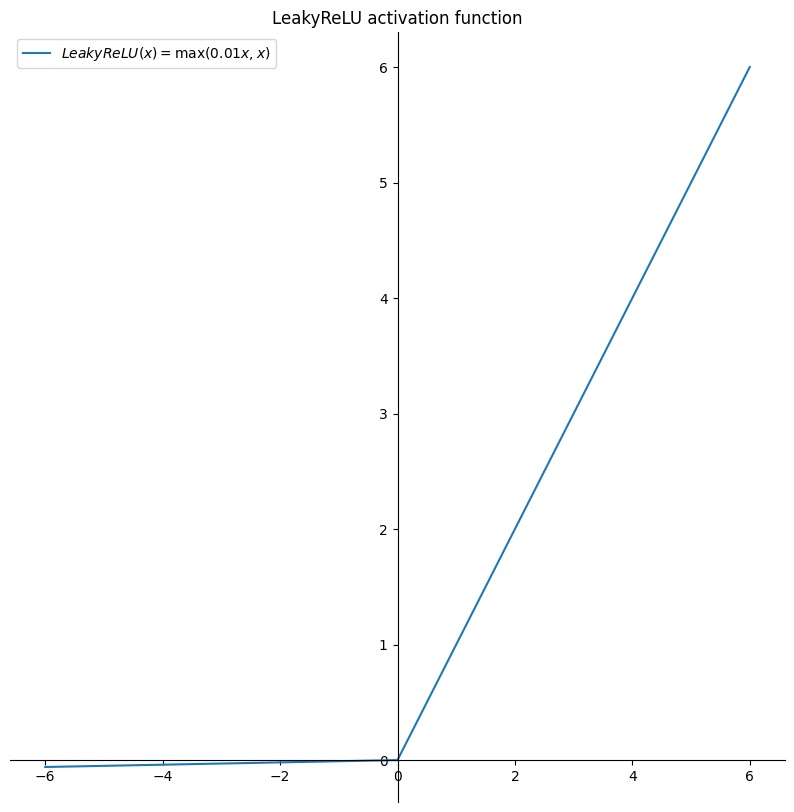 LeakyReLU activation function
LeakyReLU(x) = max(0.01x, x)
6
5
4
3
2
1
0
−6 −4 −2 0 2 4 6